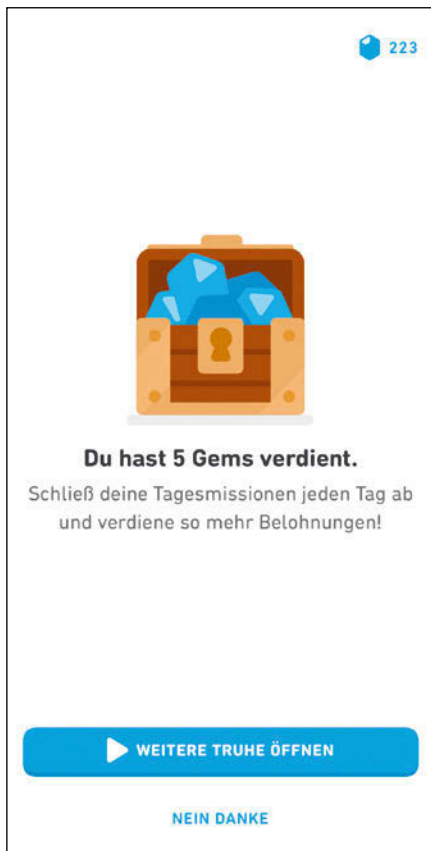 223
Du hast 5 Gems verdient.
Schließ deine Tagesmissionen jeden Tag ab
und verdiene so mehr Belohnungen!
WEITERE TRUHE ÖFFNEN
NEIN DANKE